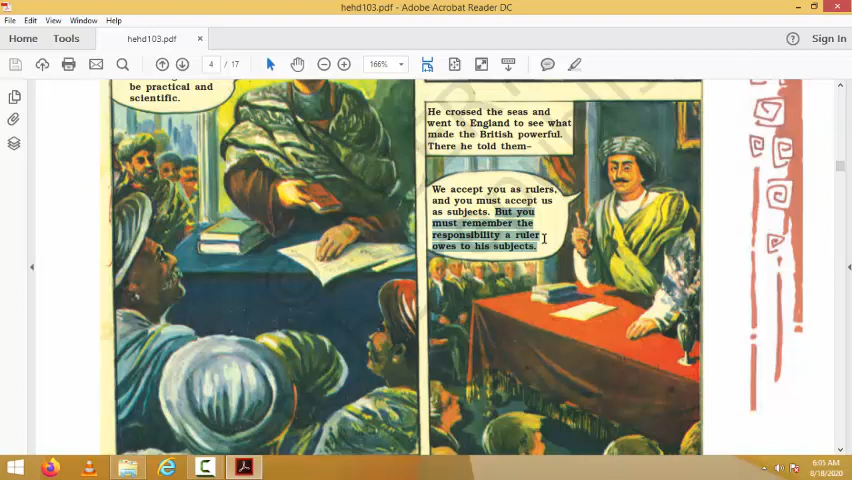 hehd103.pdf - Adobe Acrobat Reader DC
File Edit View Window Help
Home Tools hehd103.pdf × Sign In
4 / 17 166%
be practical and
scientific.
He crossed the seas and
went to England to see what
made the British powerful.
There he told them–
We accept you as rulers,
and you must accept us
as subjects. But you
must remember the
responsibility a ruler
owes to his subjects.
6:05 AM
8/18/2020